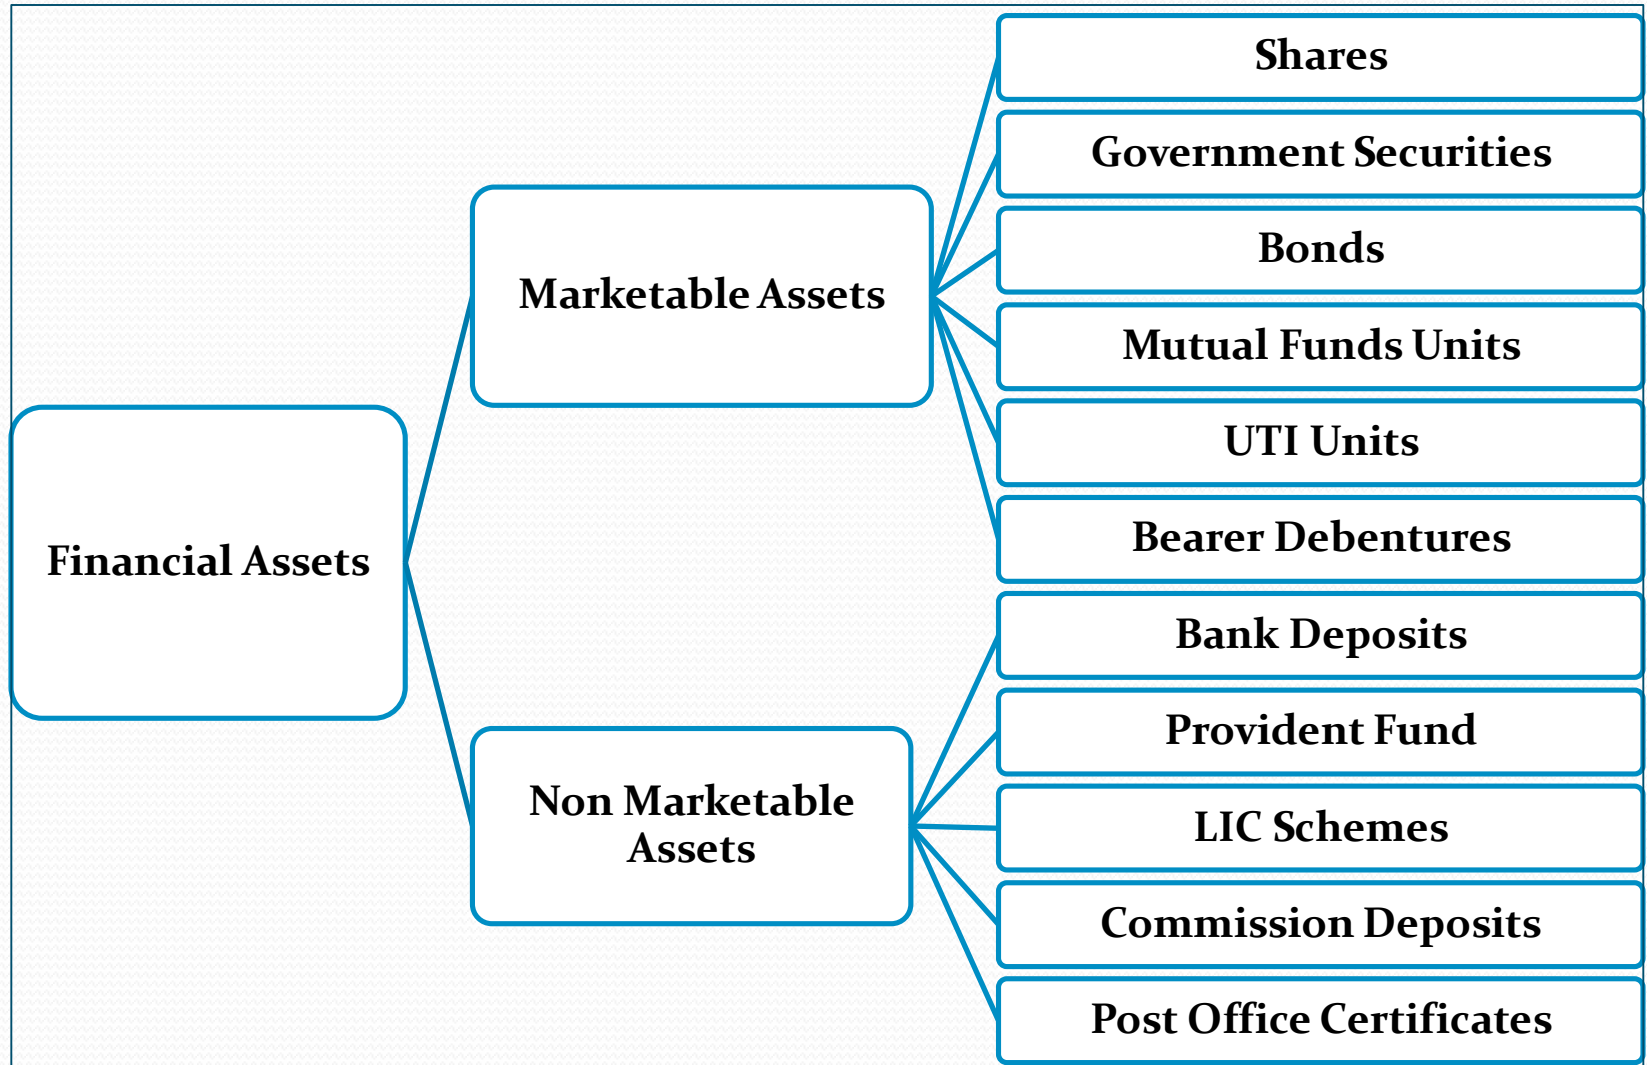 Financial Assets
Marketable Assets
Shares
Government Securities
Bonds
Mutual Funds Units
UTI Units
Bearer Debentures
Non Marketable
Assets
Bank Deposits
Provident Fund
LIC Schemes
Commission Deposits
Post Office Certificates